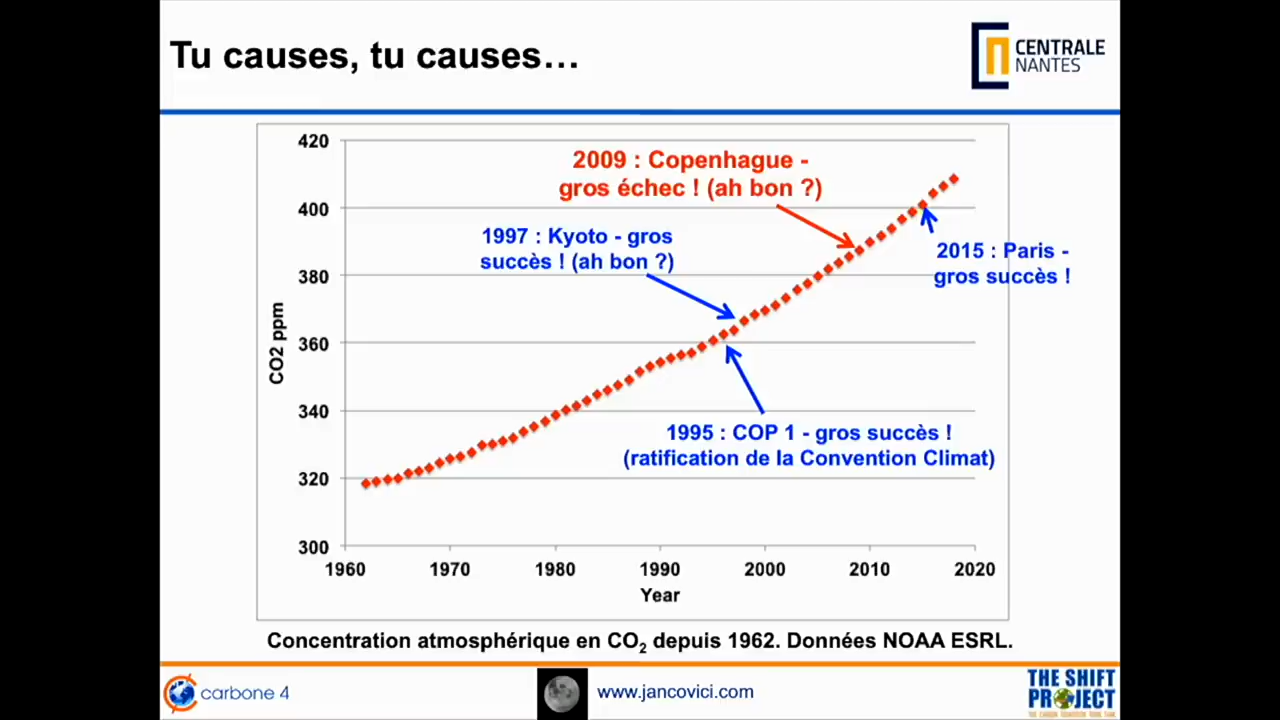 Tu causes, tu causes…
CENTRALE
NANTES
420
400
380
360
340
320
300
CO2 ppm
2009 : Copenhague -
gros échec ! (ah bon ?)
1997 : Kyoto - gros
succès ! (ah bon ?)
2015 : Paris -
gros succès !
1995 : COP 1 - gros succès !
(ratification de la Convention Climat)
1960 1970 1980 1990 2000 2010 2020
Year
Concentration atmosphérique en CO2 depuis 1962. Données NOAA ESRL.
carbone 4
www.jancovici.com
THE SHIFT
PROJECT